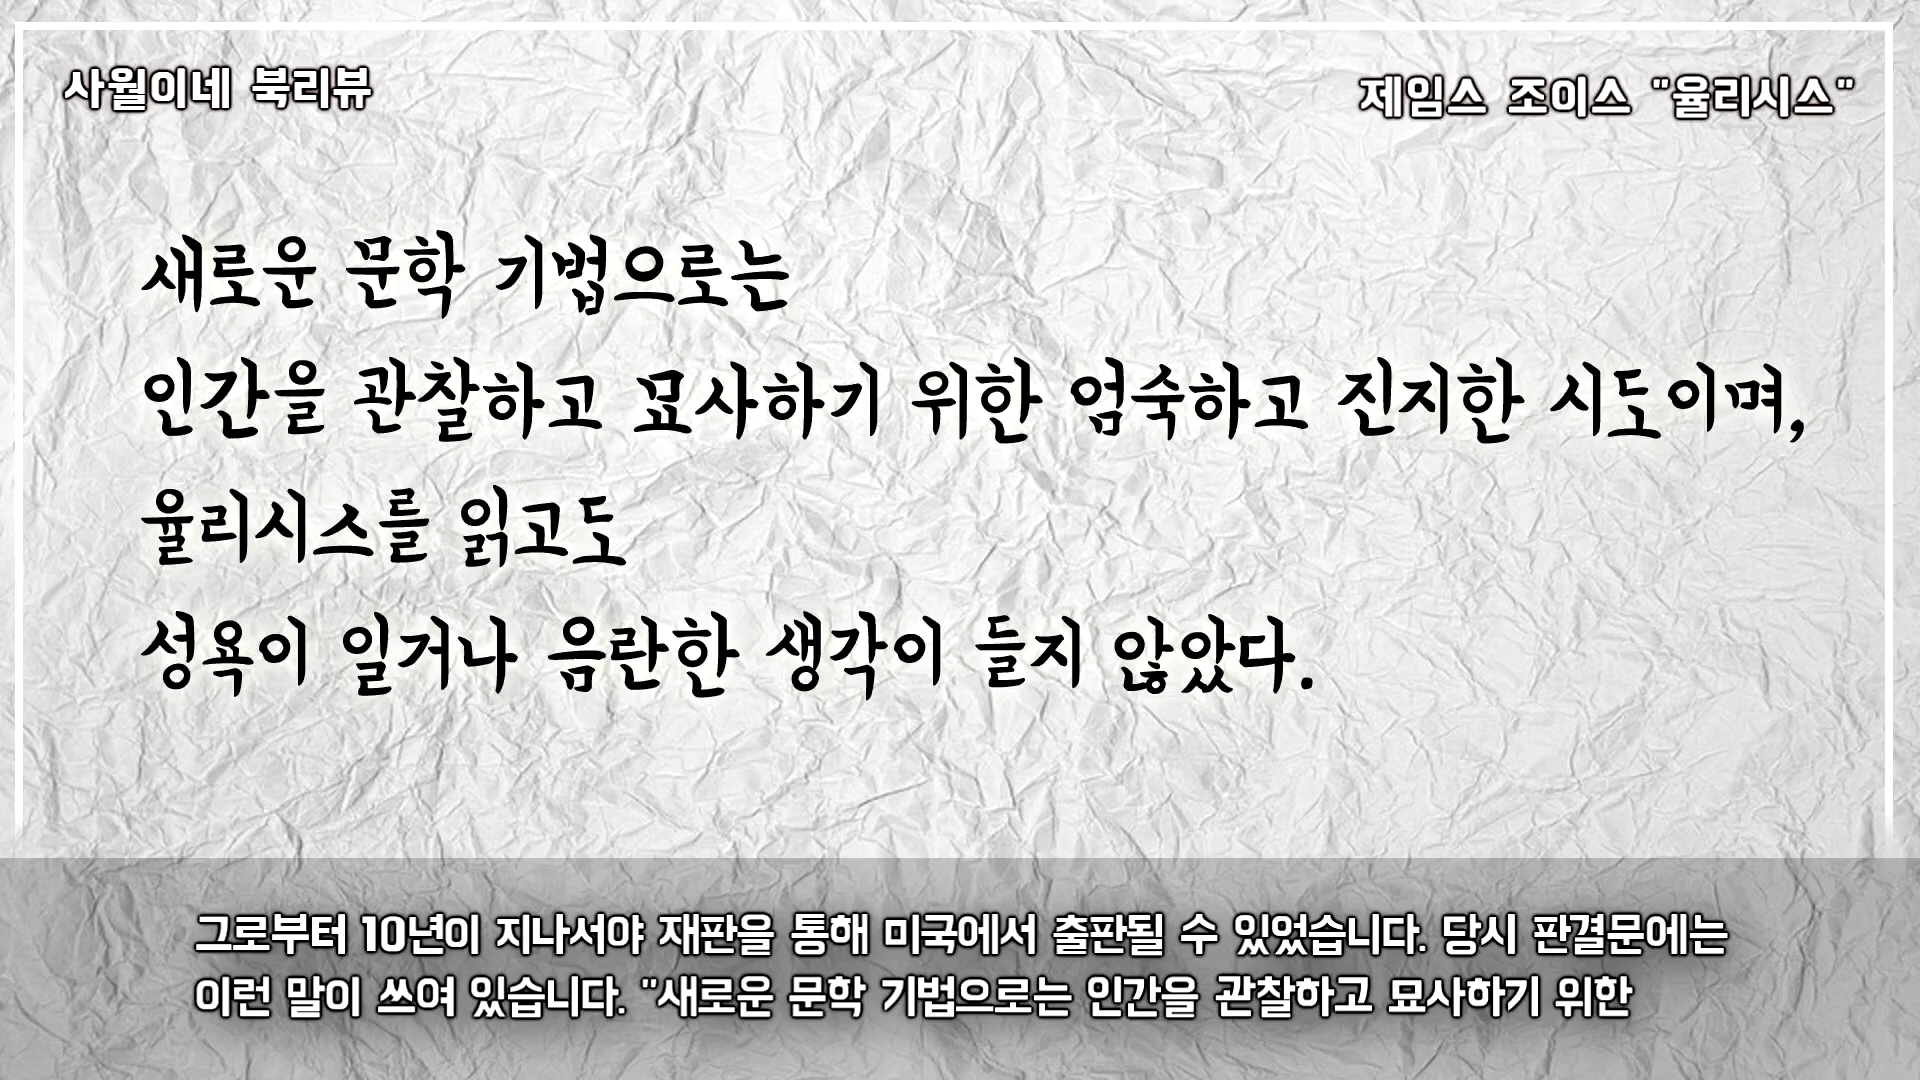 사월이네 북리뷰
제임스 조이스 "율리시스"
새로운 문학 기법으로는
인간을 관찰하고 묘사하기 위한 엄숙하고 진지한 시도이며,
율리시스를 읽고도
성욕이 일거나 음란한 생각이 들지 않았다.
그로부터 10년이 지나서야 재판을 통해 미국에서 출판될 수 있었습니다. 당시 판결문에는
이런 말이 쓰여 있습니다. "새로운 문학 기법으로는 인간을 관찰하고 묘사하기 위한